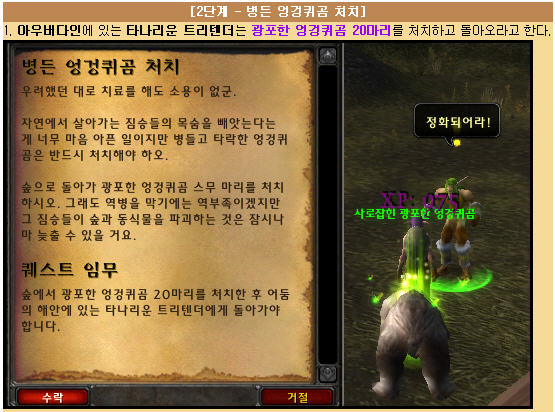 [2단계 - 병든 엉겅퀴곰 처치]
1. 아우버다인에 있는 타나리운 트리텐더는 광포한 엉겅퀴곰 20마리를 처치하고 돌아오라고 한다.
병든 엉겅퀴곰 처치
우려했던 대로 치료를 해도 소용이 없군.
자연에서 살아가는 짐승들의 목숨을 빼앗는다는
게 너무 마음 아픈 일이지만 병들고 타락한 엉겅퀴
곰은 반드시 처치해야 하오.
숲으로 돌아가 광포한 엉겅퀴곰 스무 마리를 처치
하시오. 그래도 역병을 막기에는 역부족이겠지만
그 짐승들이 숲과 동식물을 파괴하는 것은 잠시나
마 늦출 수 있을 거요.
퀘스트 임무
숲에서 광포한 엉겅퀴곰 20마리를 처치한 후 어둠
의 해안에 있는 타나리운 트리텐더에게 돌아가야
합니다.
수락
거절
정화되어라!
XP: 975
사로잡힌 광포한 엉겅퀴곰